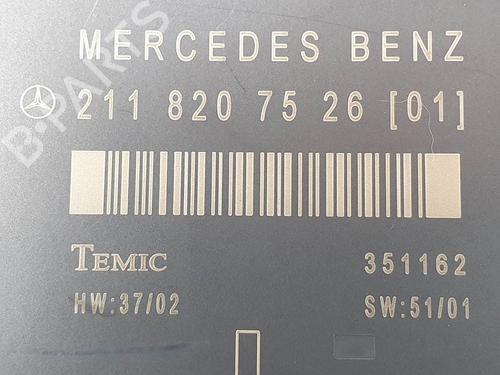 MERCEDES BENZ
211 820 75 26 [01]
B-PARTS
TEMIC 351162
HW:37/02 SW:51/01